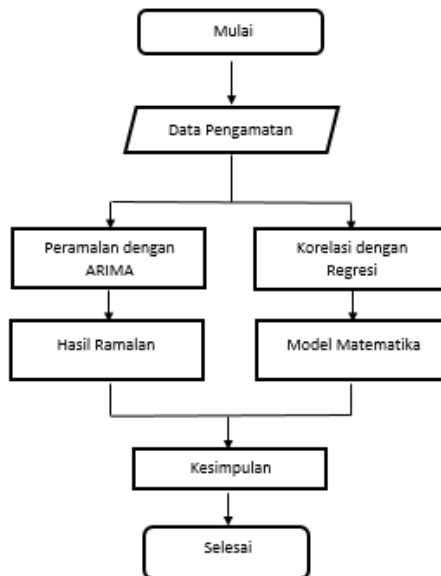 Mulai
Data Pengamatan
Peramalan dengan
ARIMA
Korelasi dengan
Regresi
Hasil Ramalan
Model Matematika
Kesimpulan
Selesai